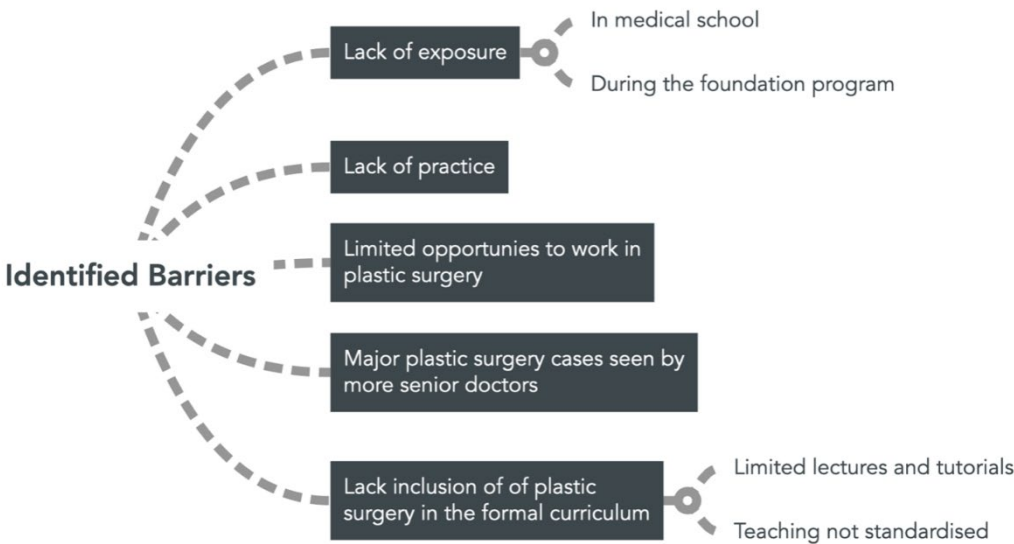 In medical school
Lack of exposure
During the foundation program
Lack of practice
Limited opportunies to work in
plastic surgery
Identified Barriers
Major plastic surgery cases seen by
more senior doctors
Limited lectures and tutorials
Lack inclusion of of plastic
surgery in the formal curriculum
Teaching not standardised